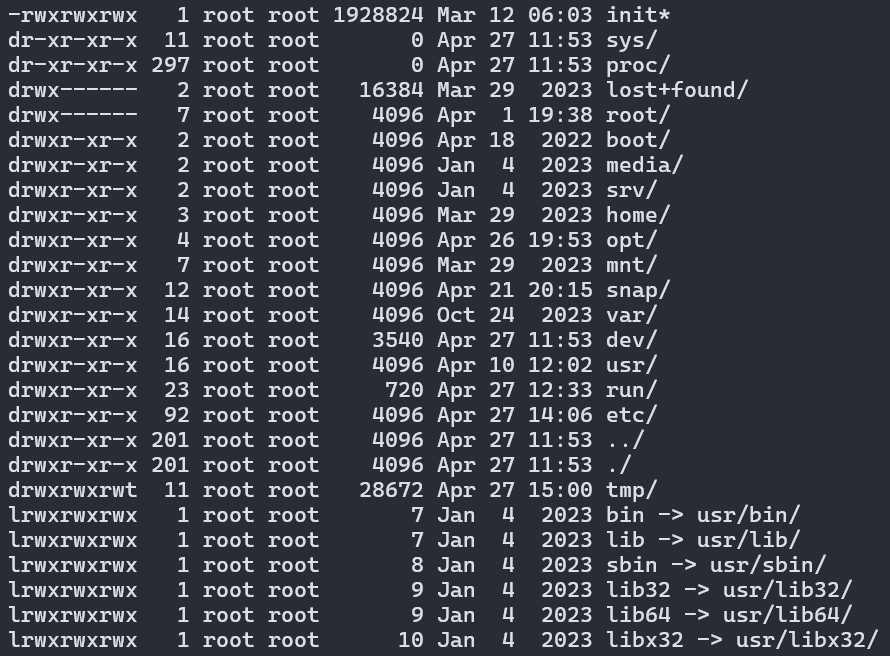 -rwxrwxrwx   1 root root 1928824 Mar 12 06:03 init*
dr-xr-xr-x  11 root root       0 Apr 27 11:53 sys/
dr-xr-xr-x 297 root root       0 Apr 27 11:53 proc/
drwx------   2 root root   16384 Mar 29  2023 lost+found/
drwx------   7 root root    4096 Apr  1 19:38 root/
drwxr-xr-x   2 root root    4096 Apr 18  2022 boot/
drwxr-xr-x   2 root root    4096 Jan  4  2023 media/
drwxr-xr-x   2 root root    4096 Jan  4  2023 srv/
drwxr-xr-x   3 root root    4096 Mar 29  2023 home/
drwxr-xr-x   4 root root    4096 Apr 26 19:53 opt/
drwxr-xr-x   7 root root    4096 Mar 29  2023 mnt/
drwxr-xr-x  12 root root    4096 Apr 21 20:15 snap/
drwxr-xr-x  14 root root    4096 Oct 24  2023 var/
drwxr-xr-x  16 root root    3540 Apr 27 11:53 dev/
drwxr-xr-x  16 root root    4096 Apr 10 12:02 usr/
drwxr-xr-x  23 root root     720 Apr 27 12:33 run/
drwxr-xr-x  92 root root    4096 Apr 27 14:06 etc/
drwxr-xr-x 201 root root    4096 Apr 27 11:53 ../
drwxr-xr-x 201 root root    4096 Apr 27 11:53 ./
drwxrwxrwt  11 root root   28672 Apr 27 15:00 tmp/
lrwxrwxrwx   1 root root       7 Jan  4  2023 bin -> usr/bin/
lrwxrwxrwx   1 root root       7 Jan  4  2023 lib -> usr/lib/
lrwxrwxrwx   1 root root       8 Jan  4  2023 sbin -> usr/sbin/
lrwxrwxrwx   1 root root       9 Jan  4  2023 lib32 -> usr/lib32/
lrwxrwxrwx   1 root root       9 Jan  4  2023 lib64 -> usr/lib64/
lrwxrwxrwx   1 root root      10 Jan  4  2023 libx32 -> usr/libx32/